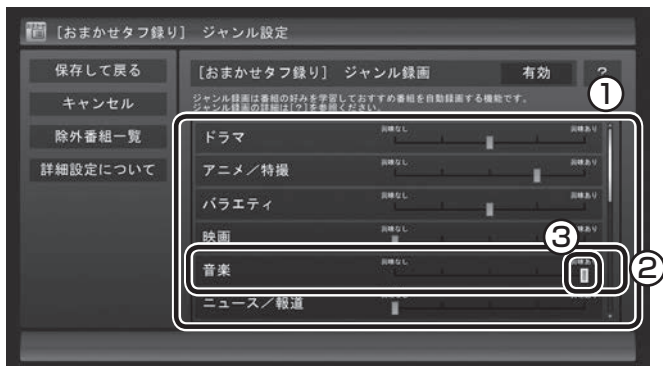 [おまかせタフ録り] ジャンル設定
保存して戻る
キャンセル
除外番組一覧
詳細設定について
[おまかせタフ録り] ジャンル録画
有効
?
ジャンル録画は番組の好みを学習しておすすめ番組を自動録画する機能です。
ジャンル録画の詳細は[?]を参照ください。
①
ドラマ
興味なし
興味あり
アニメ/特撮
興味なし
興味あり
バラエティ
興味なし
興味あり
映画
興味なし
③
音楽
興味なし
興味あり
②
ニュース/報道